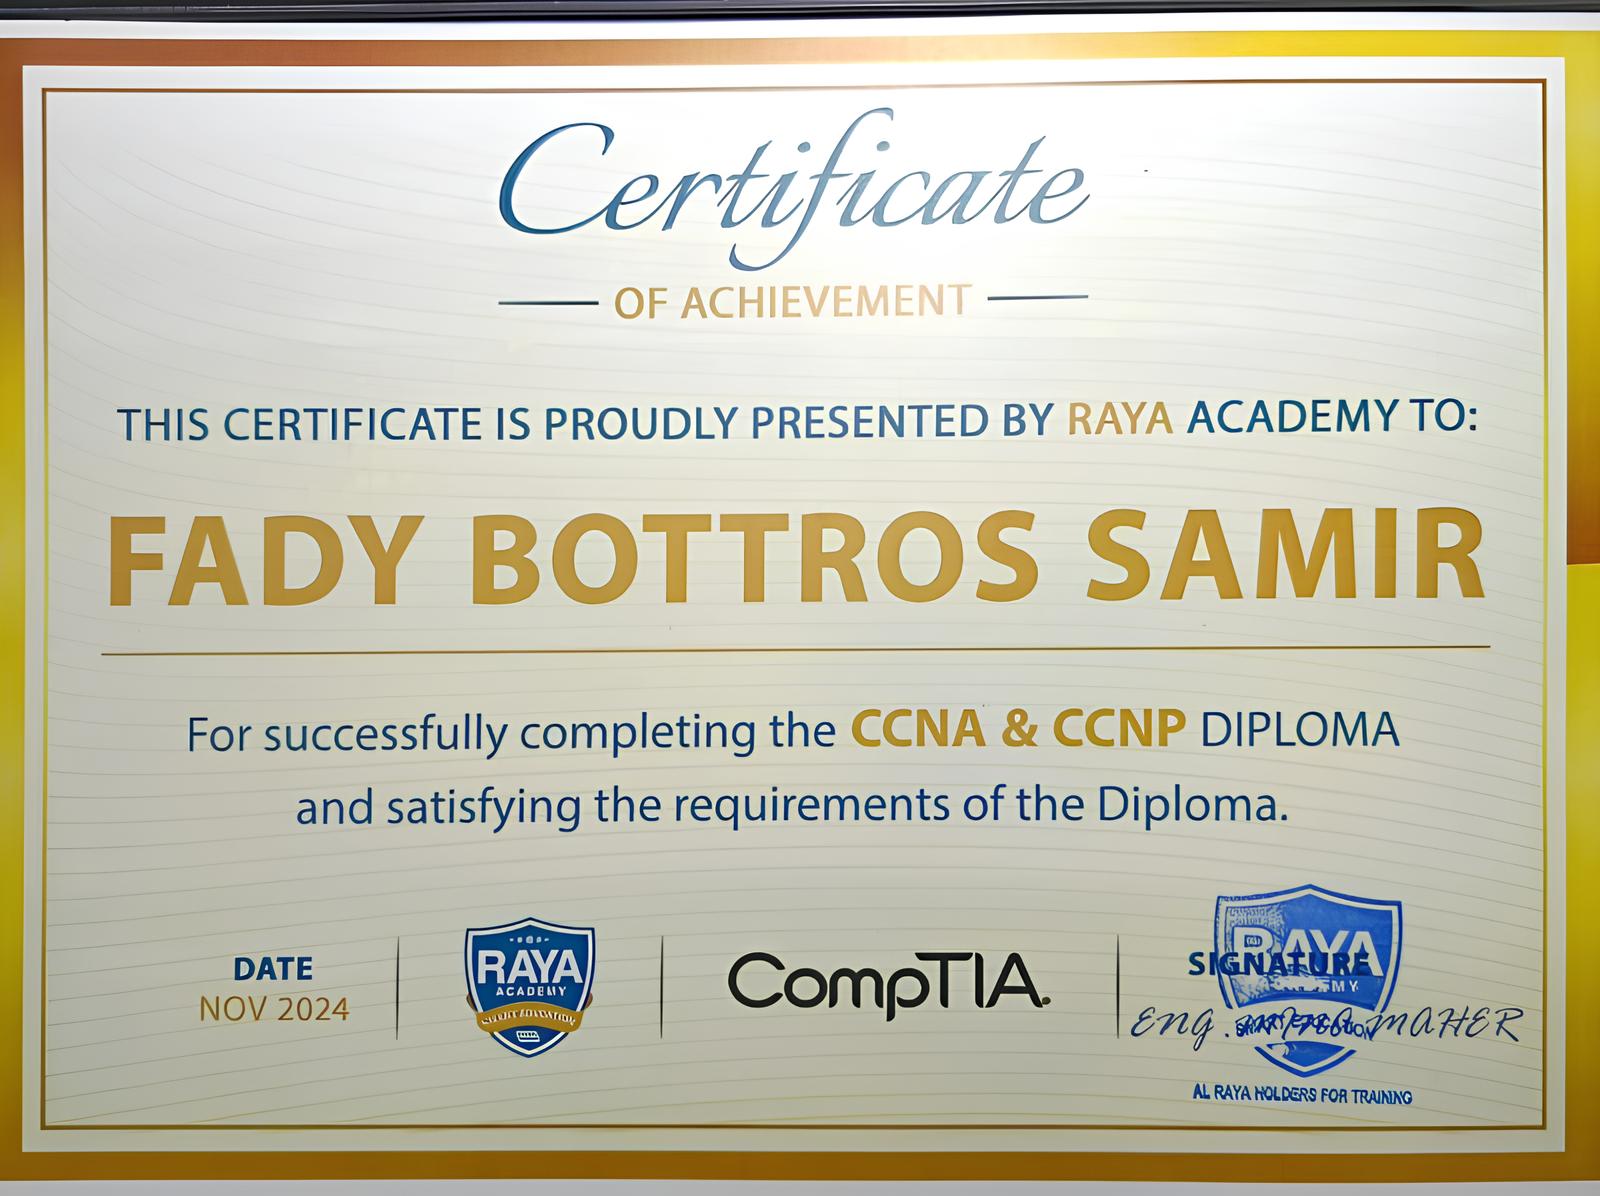 Certificate
OF ACHIEVEMENT
THIS CERTIFICATE IS PROUDLY PRESENTED BY RAYA ACADEMY TO:
FADY BOTTROS SAMIR
For successfully completing the CCNA & CCNP DIPLOMA
and satisfying the requirements of the Diploma.
DATE
NOV 2024
RAYA
ACADEMY
CompTIA.
RAYA
SIGNATURE
ENG. MAHER
AL RAYA HOLDERS FOR TRAINING